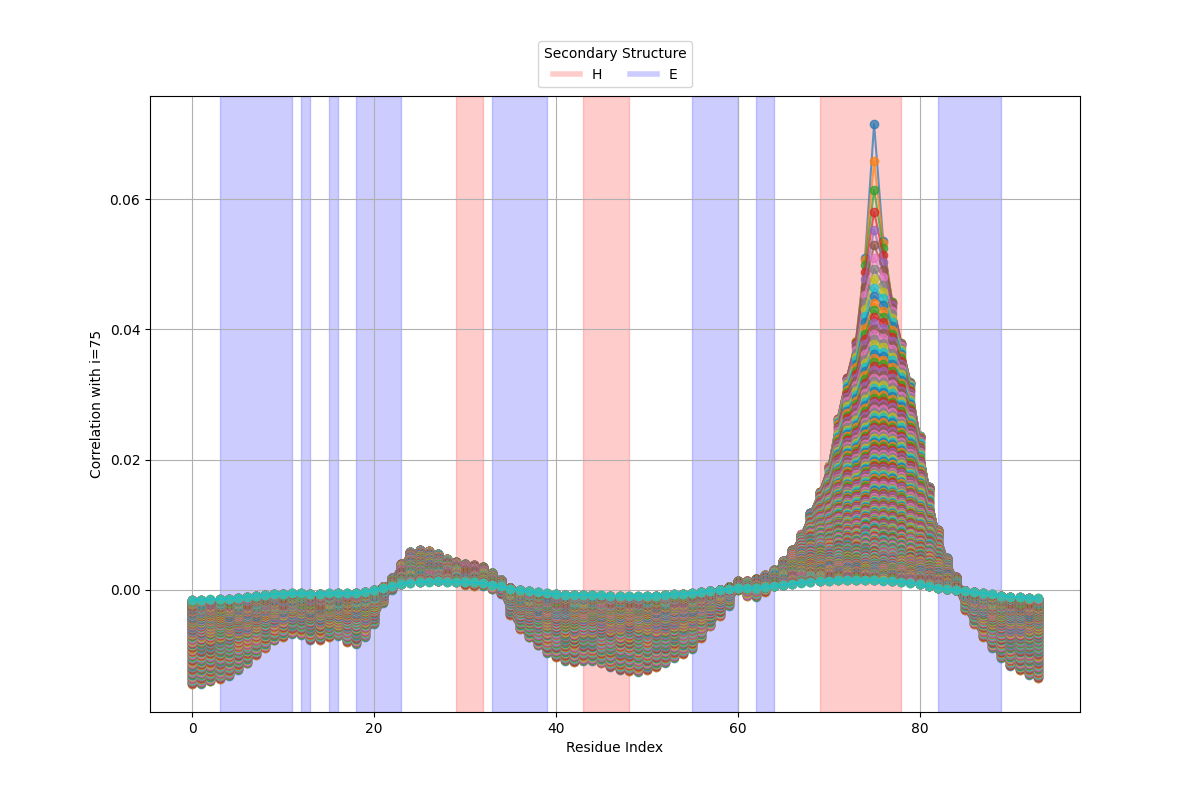 Secondary Structure
H E
Correlation with i=75
0.06
0.04
0.02
0.00
0 20 40 60 80
Residue Index